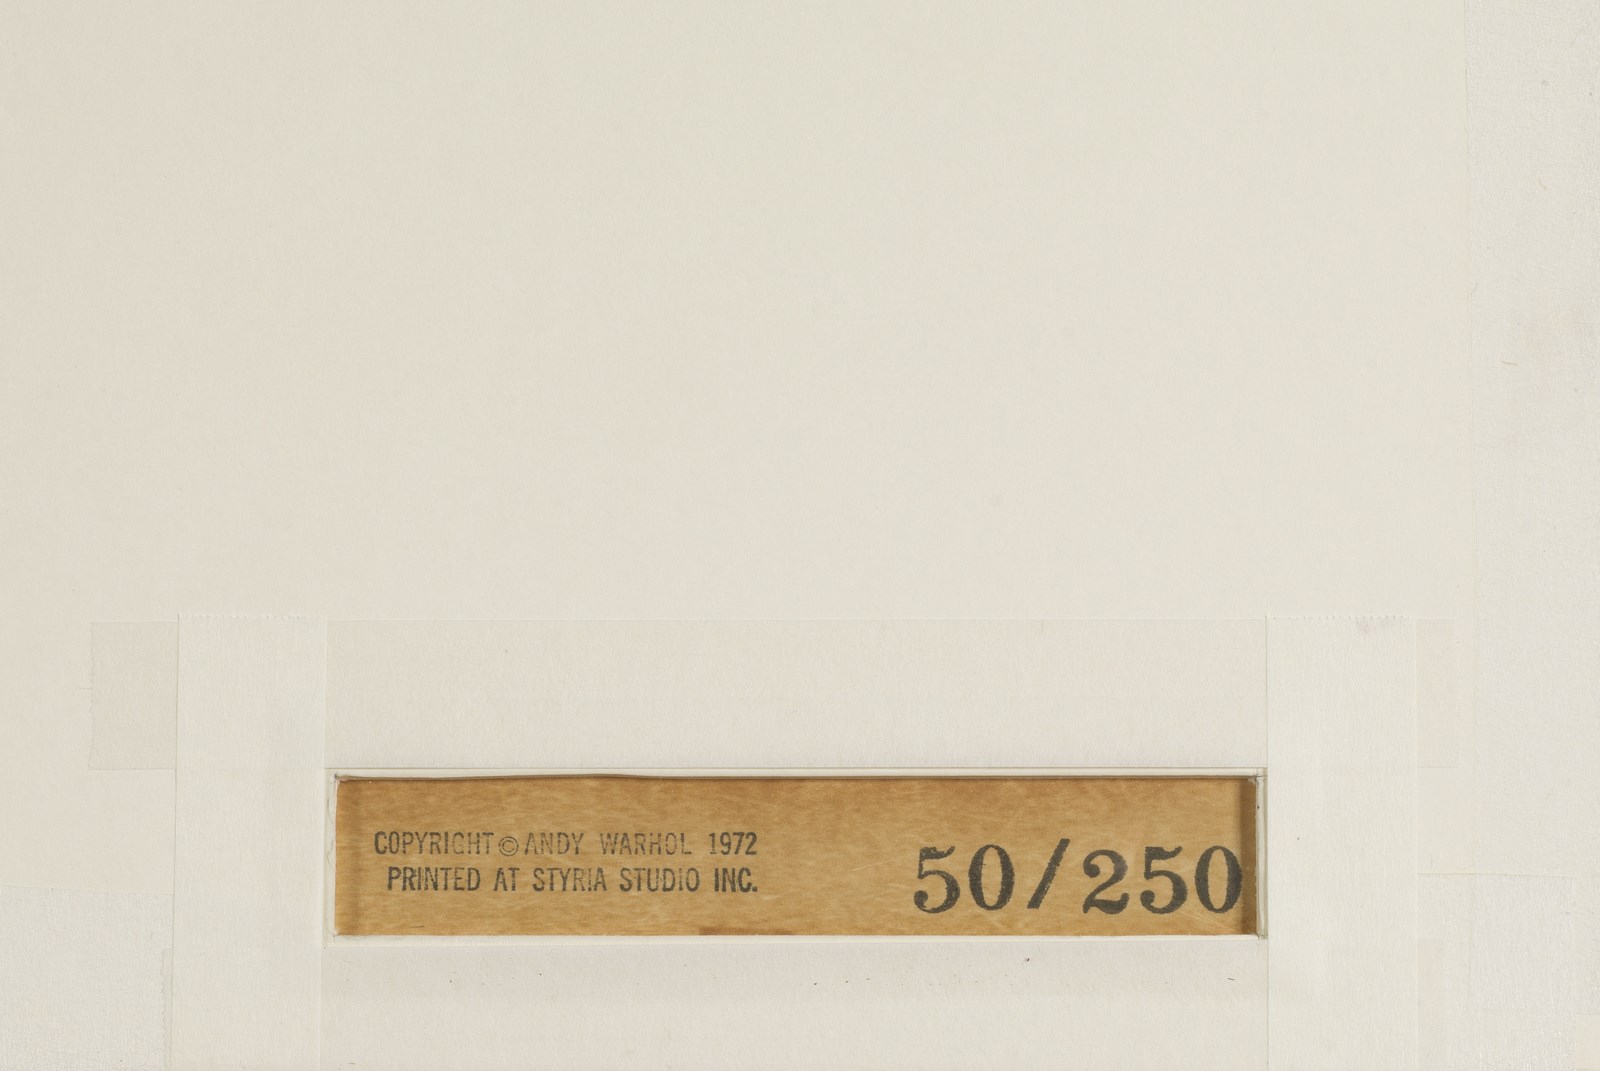 COPYRIGHT © ANDY WARHOL 1972
PRINTED AT STYRIA STUDIO INC.
50/250